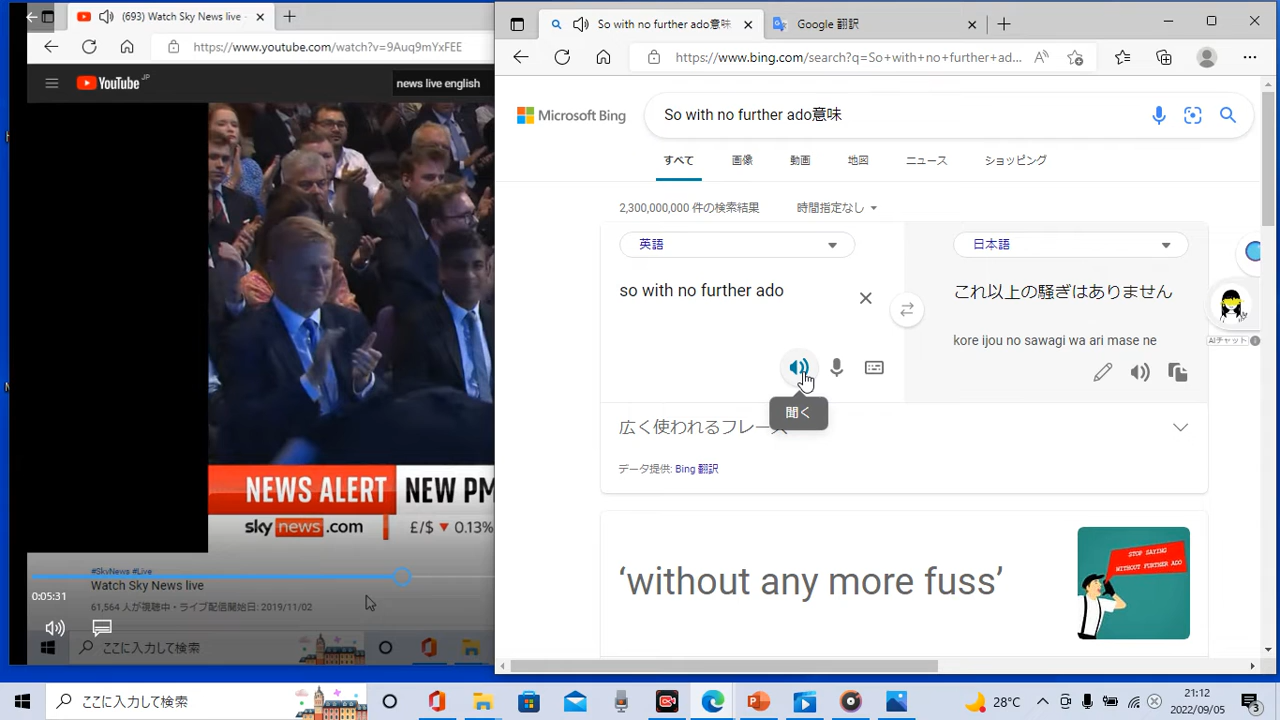 (693) Watch Sky News live -
https://www.youtube.com/watch?v=9Auq9mYxFEE
YouTube JP
news live english
NEWS ALERT NEW PM
skynews.com £/$ ▼ 0.13%
#SkyNews #Live
Watch Sky News live
61,564 人が視聴中・ライブ配信開始日: 2019/11/02
0:05:31
ここに入力して検索
So with no further ado意味
Google 翻訳
https://www.bing.com/search?q=So+with+no+further+ad...
Microsoft Bing
So with no further ado意味
すべて 画像 動画 地図 ニュース ショッピング
2,300,000,000 件の検索結果 時間指定なし
英語 日本語
so with no further ado
これ以上の騒ぎはありません
kore ijou no sawagi wa ari mase ne
AIチャット
聞く
広く使われるフレーズ
データ提供: Bing 翻訳
‘without any more fuss’
STOP SAYING
WITHOUT FURTHER ADO
ここに入力して検索
28°C
21:12
2022/09/05
3